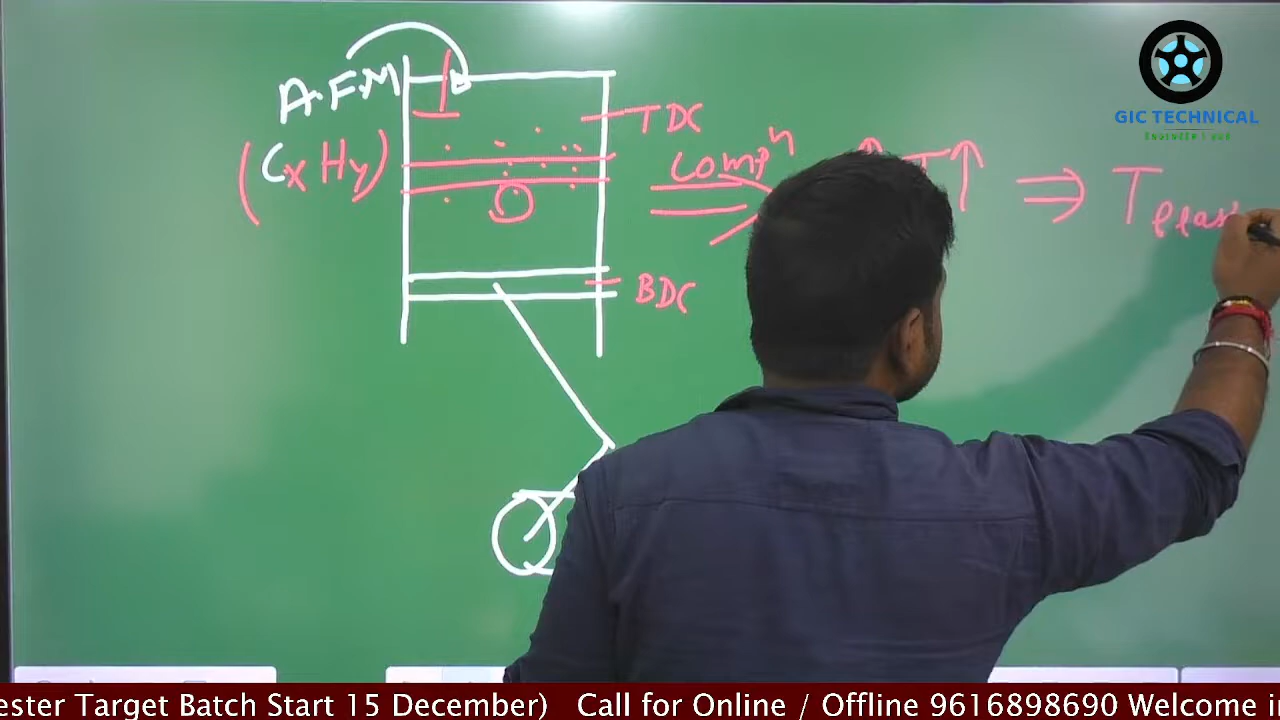 A.F.M
TDC
(CxHy)
Compⁿ
T↑ ⇒ T
BDC
GIC TECHNICAL
ester Target Batch Start 15 December) Call for Online / Offline 9616898690 Welcome i